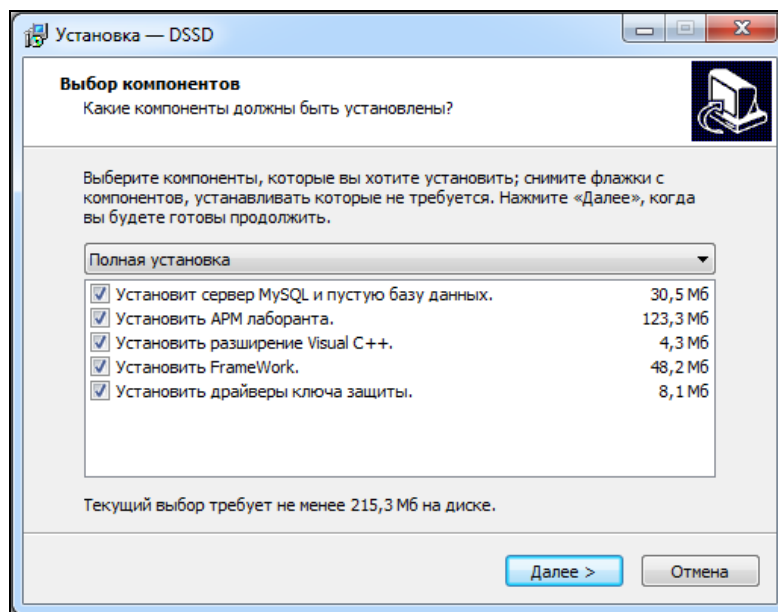 Установка — DSSD
Выбор компонентов
Какие компоненты должны быть установлены?
Выберите компоненты, которые вы хотите установить; снимите флажки с
компонентов, устанавливать которые не требуется. Нажмите «Далее», когда
вы будете готовы продолжить.
Полная установка
Установит сервер MySQL и пустую базу данных. 30,5 Мб
Установить АРМ лаборанта. 123,3 Мб
Установить разширение Visual C++. 4,3 Мб
Установить FrameWork. 48,2 Мб
Установить драйверы ключа защиты. 8,1 Мб
Текущий выбор требует не менее 215,3 Мб на диске.
Далее > Отмена